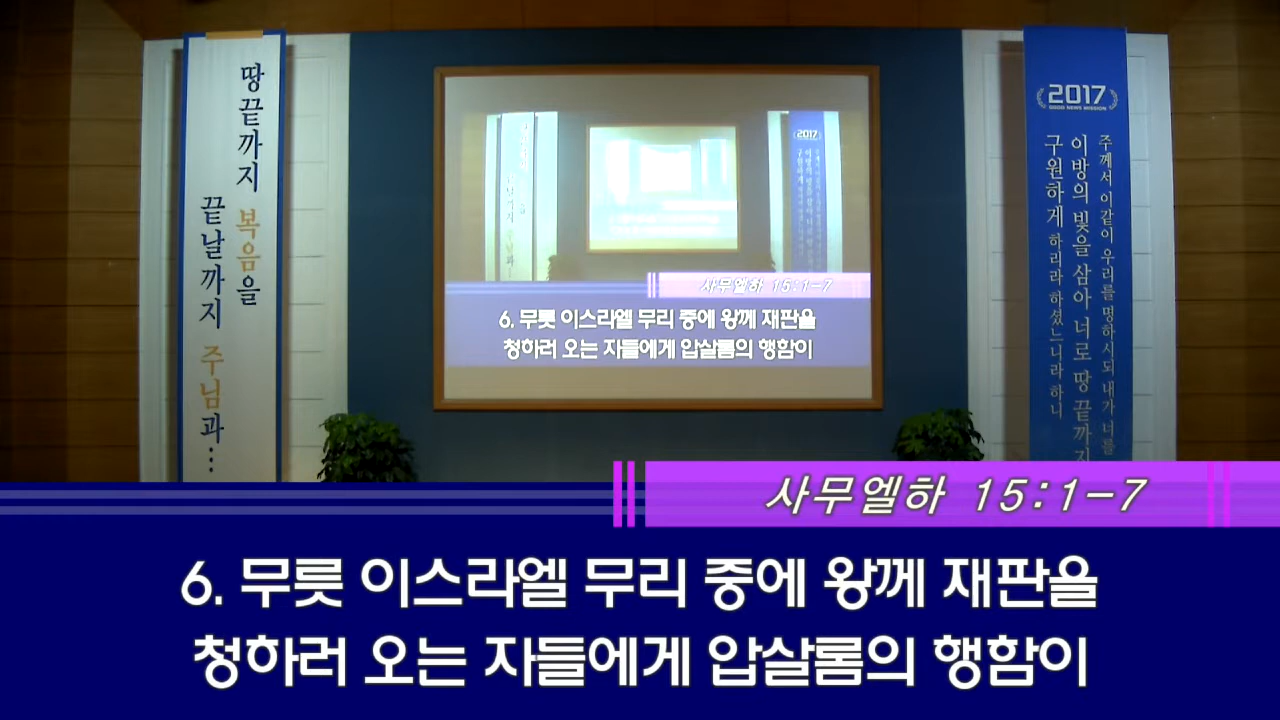 땅끝까지 복음을
끝날까지 주님과...
2017
GOOD NEWS MISSION
주께서 이같이 우리를 명하시되 내가 너를
이방의 빛을 삼아 너로 땅 끝까지
구원하게 하리라 하셨느니라 하니
2017
사무엘하 15:1-7
6. 무릇 이스라엘 무리 중에 왕께 재판을
청하러 오는 자들에게 압살롬의 행함이
사무엘하 15:1-7
6. 무릇 이스라엘 무리 중에 왕께 재판을
청하러 오는 자들에게 압살롬의 행함이